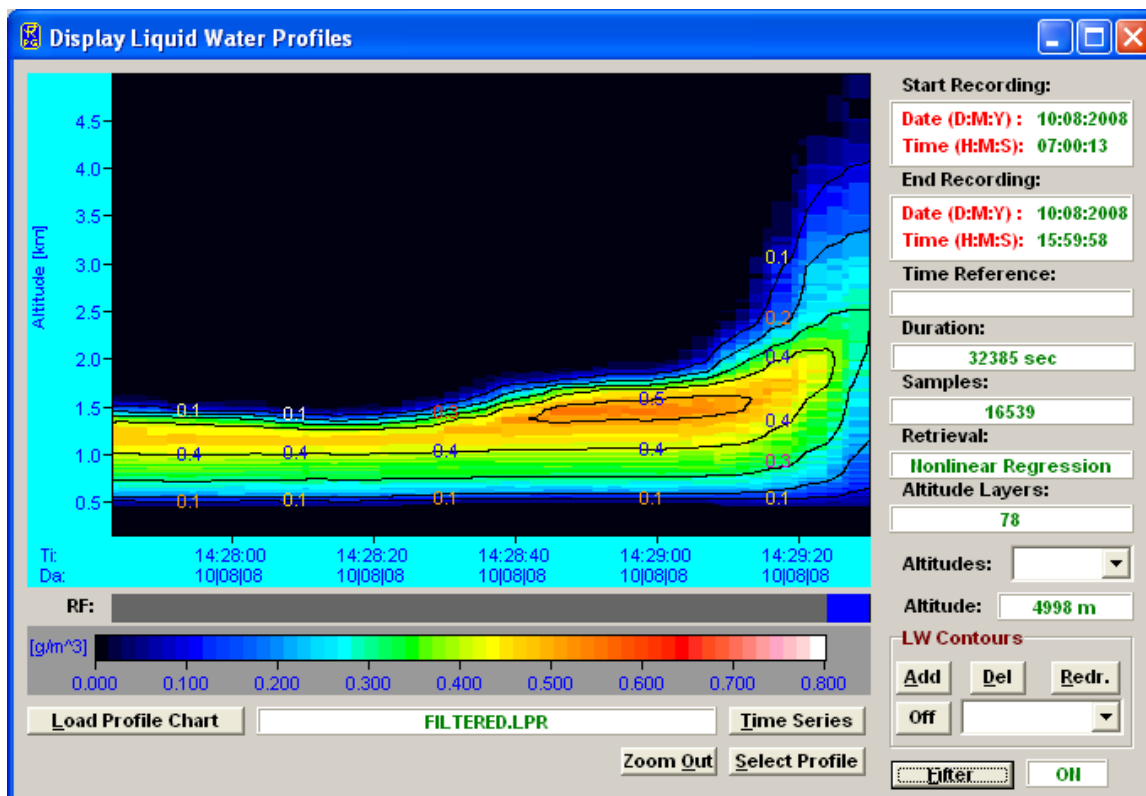 Display Liquid Water Profiles
Start Recording:
Date (D:M:Y) : 10:08:2008
Time (H:M:S): 07:00:13
End Recording:
Date (D:M:Y) : 10:08:2008
Time (H:M:S): 15:59:58
Time Reference:
Duration:
32385 sec
Samples:
16539
Retrieval:
Nonlinear Regression
Altitude Layers:
78
Altitudes:
Altitude: 4998 m
LW Contours
Add Del Redr.
Off
Filter ON
Altitude [km]
4.5
4.0
3.5
3.0
2.5
2.0
1.5
1.0
0.5
0.1
0.2
0.4
0.1 0.1 0.3 0.5
0.4
0.4 0.4 0.4 0.4 0.3
0.1 0.1 0.1 0.1 0.1
Ti: 14:28:00 14:28:20 14:28:40 14:29:00 14:29:20
Da: 10|08|08 10|08|08 10|08|08 10|08|08 10|08|08
RF:
[g/m^3]
0.000 0.100 0.200 0.300 0.400 0.500 0.600 0.700 0.800
Load Profile Chart FILTERED.LPR Time Series
Zoom Out Select Profile